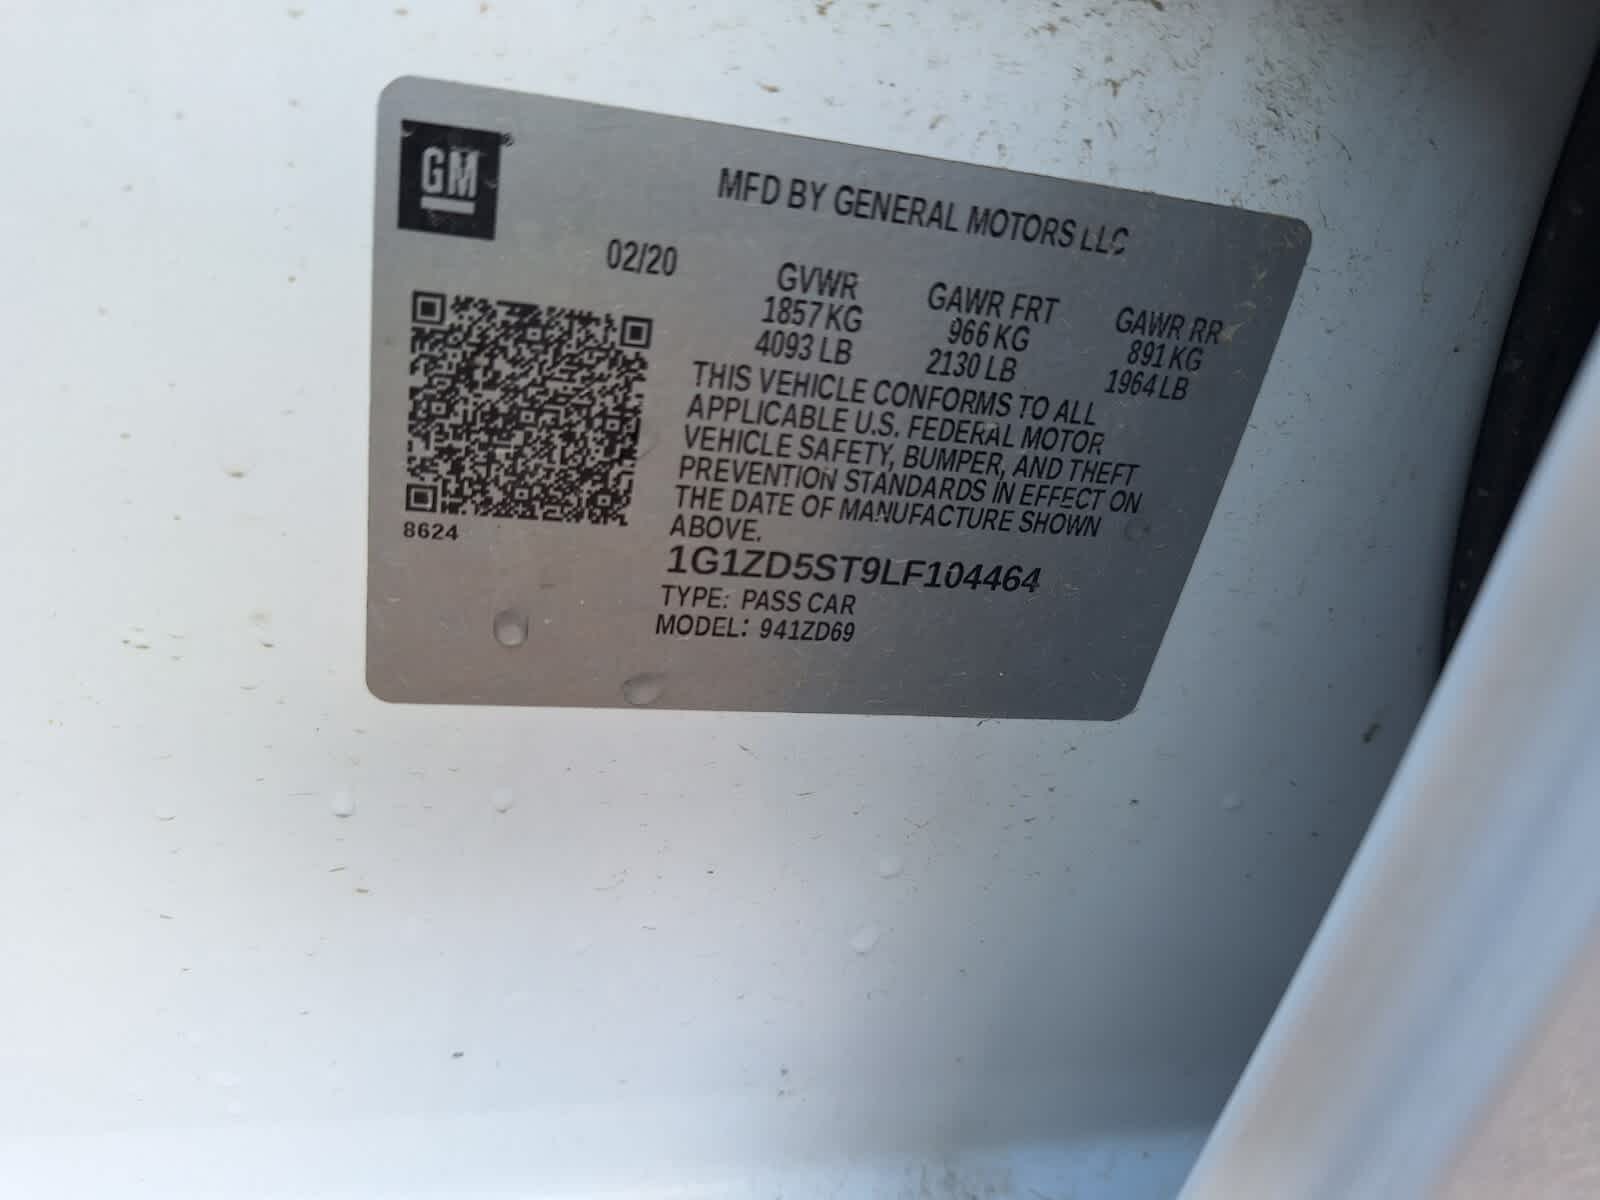 GM
MFD BY GENERAL MOTORS LLC
02/20
GVWR
1857 KG
4093 LB
GAWR FRT
966 KG
2130 LB
GAWR RR
891 KG
1964 LB
THIS VEHICLE CONFORMS TO ALL
APPLICABLE U.S. FEDERAL MOTOR
VEHICLE SAFETY, BUMPER, AND THEFT
PREVENTION STANDARDS IN EFFECT ON
THE DATE OF MANUFACTURE SHOWN
ABOVE.
8624
1G1ZD5ST9LF104464
TYPE: PASS CAR
MODEL: 941ZD69